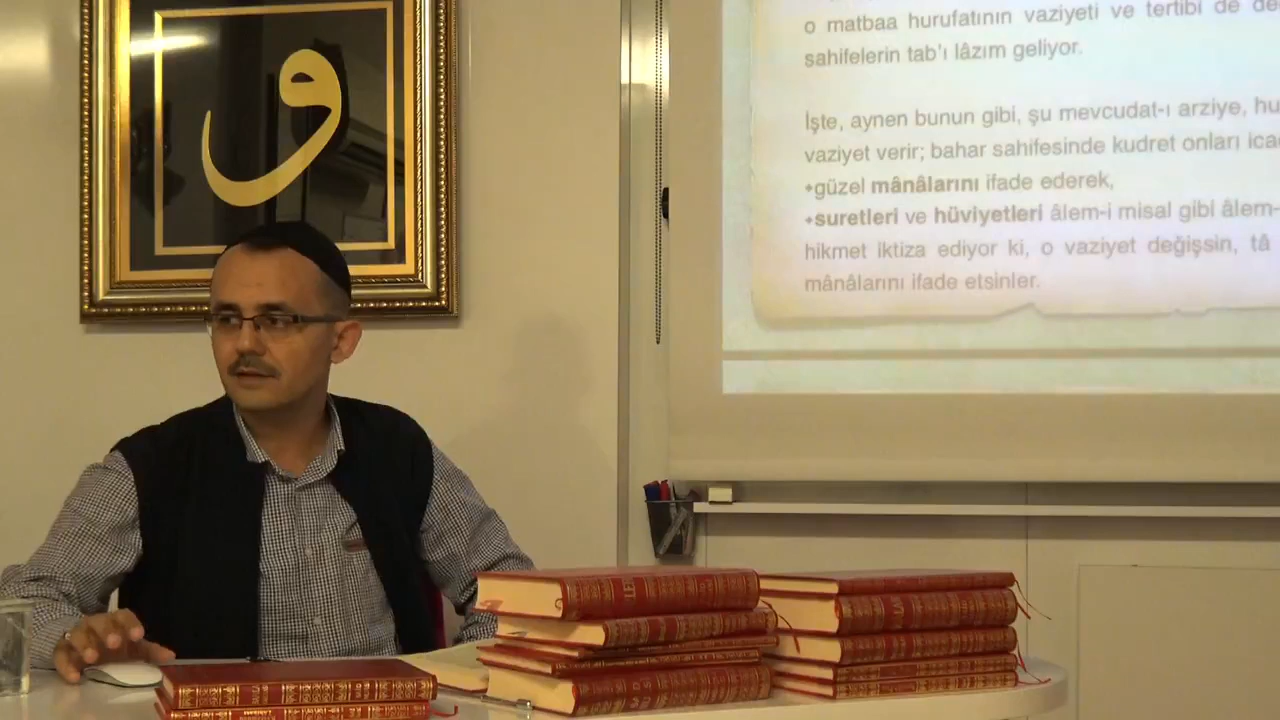 و
o matbaa hurufatının vaziyeti ve tertibi de
sahifelerin tab'ı lâzım geliyor.
İşte, aynen bunun gibi, şu mevcudat-ı arziye,
vaziyet verir; bahar sahifesinde kudret onları
•güzel mânâlarını ifade ederek,
•suretleri ve hüviyetleri âlem-i misal gibi
hikmet iktiza ediyor ki, o vaziyet değişsin, tâ
mânâlarını ifade etsinler.